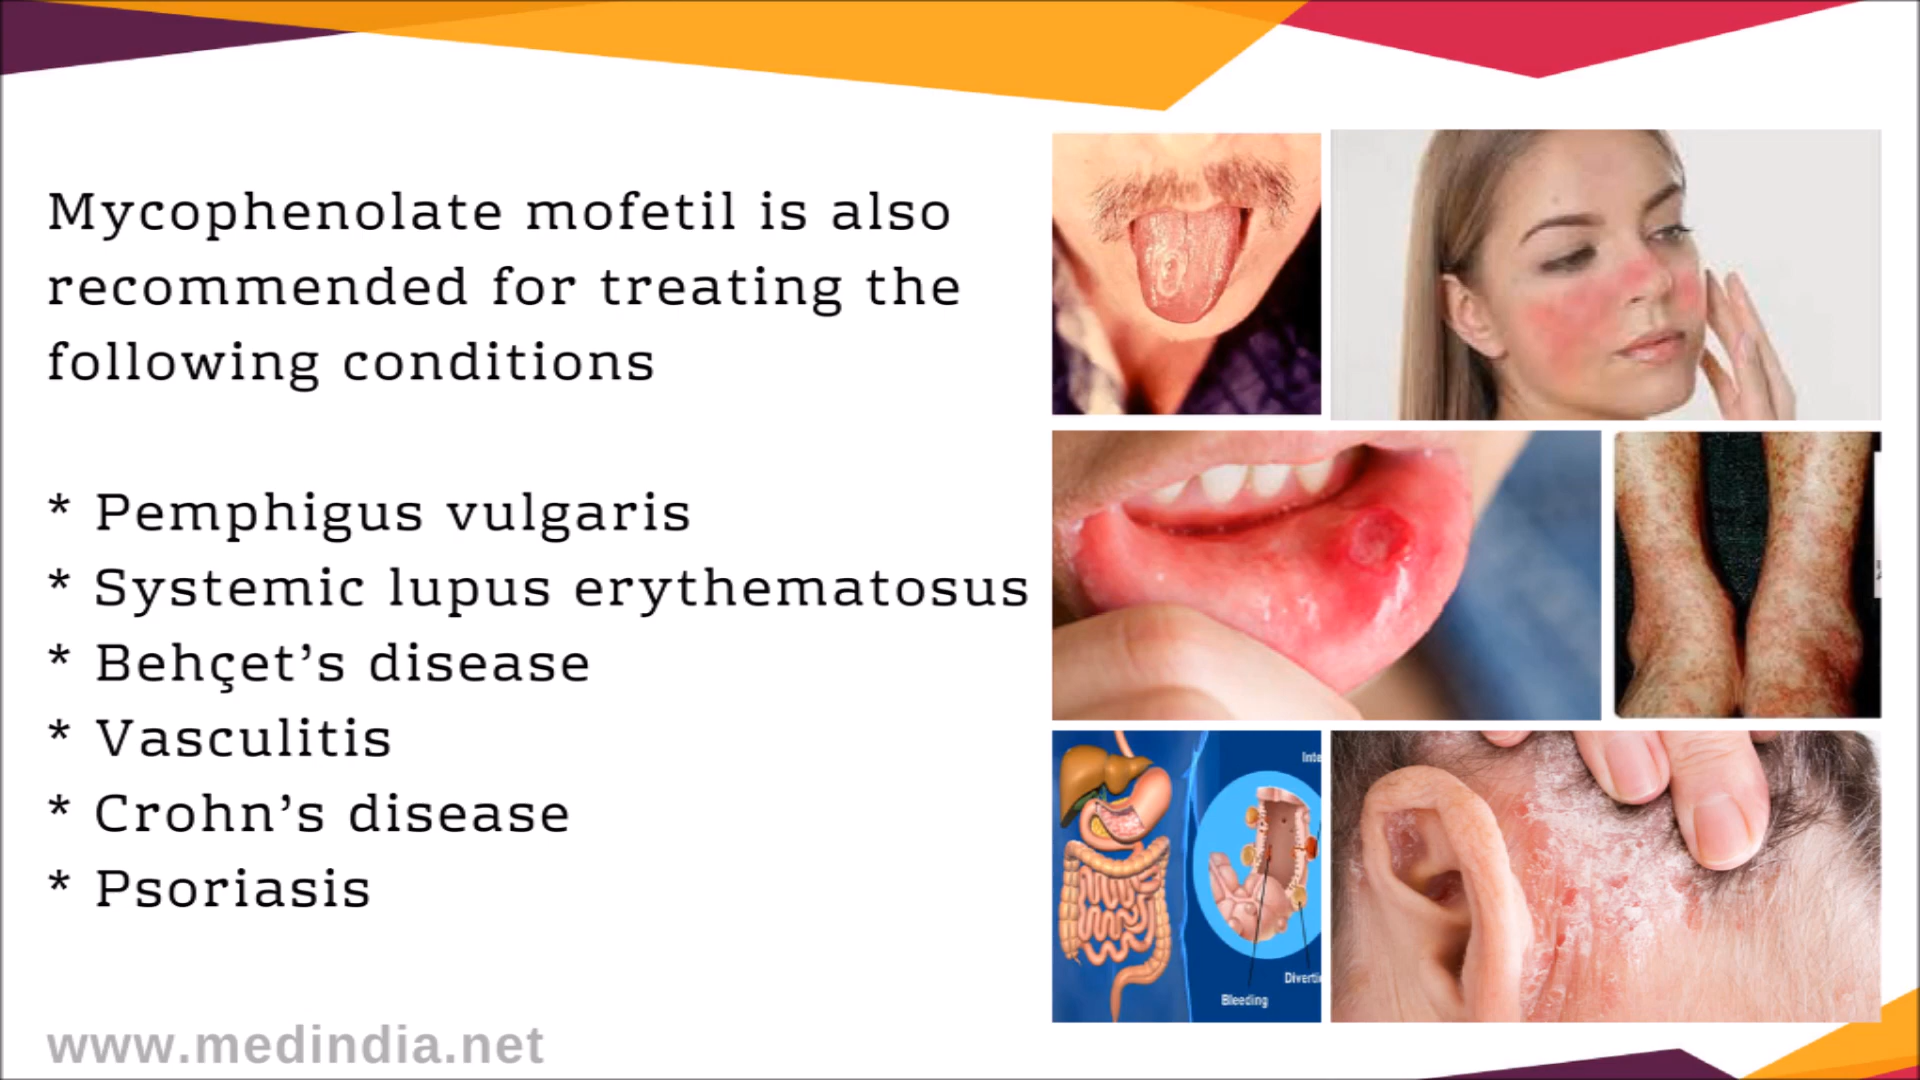 Mycophenolate mofetil is also
recommended for treating the
following conditions
* Pemphigus vulgaris
* Systemic lupus erythematosus
* Behçet’s disease
* Vasculitis
* Crohn’s disease
* Psoriasis
Bleeding
www.medindia.net